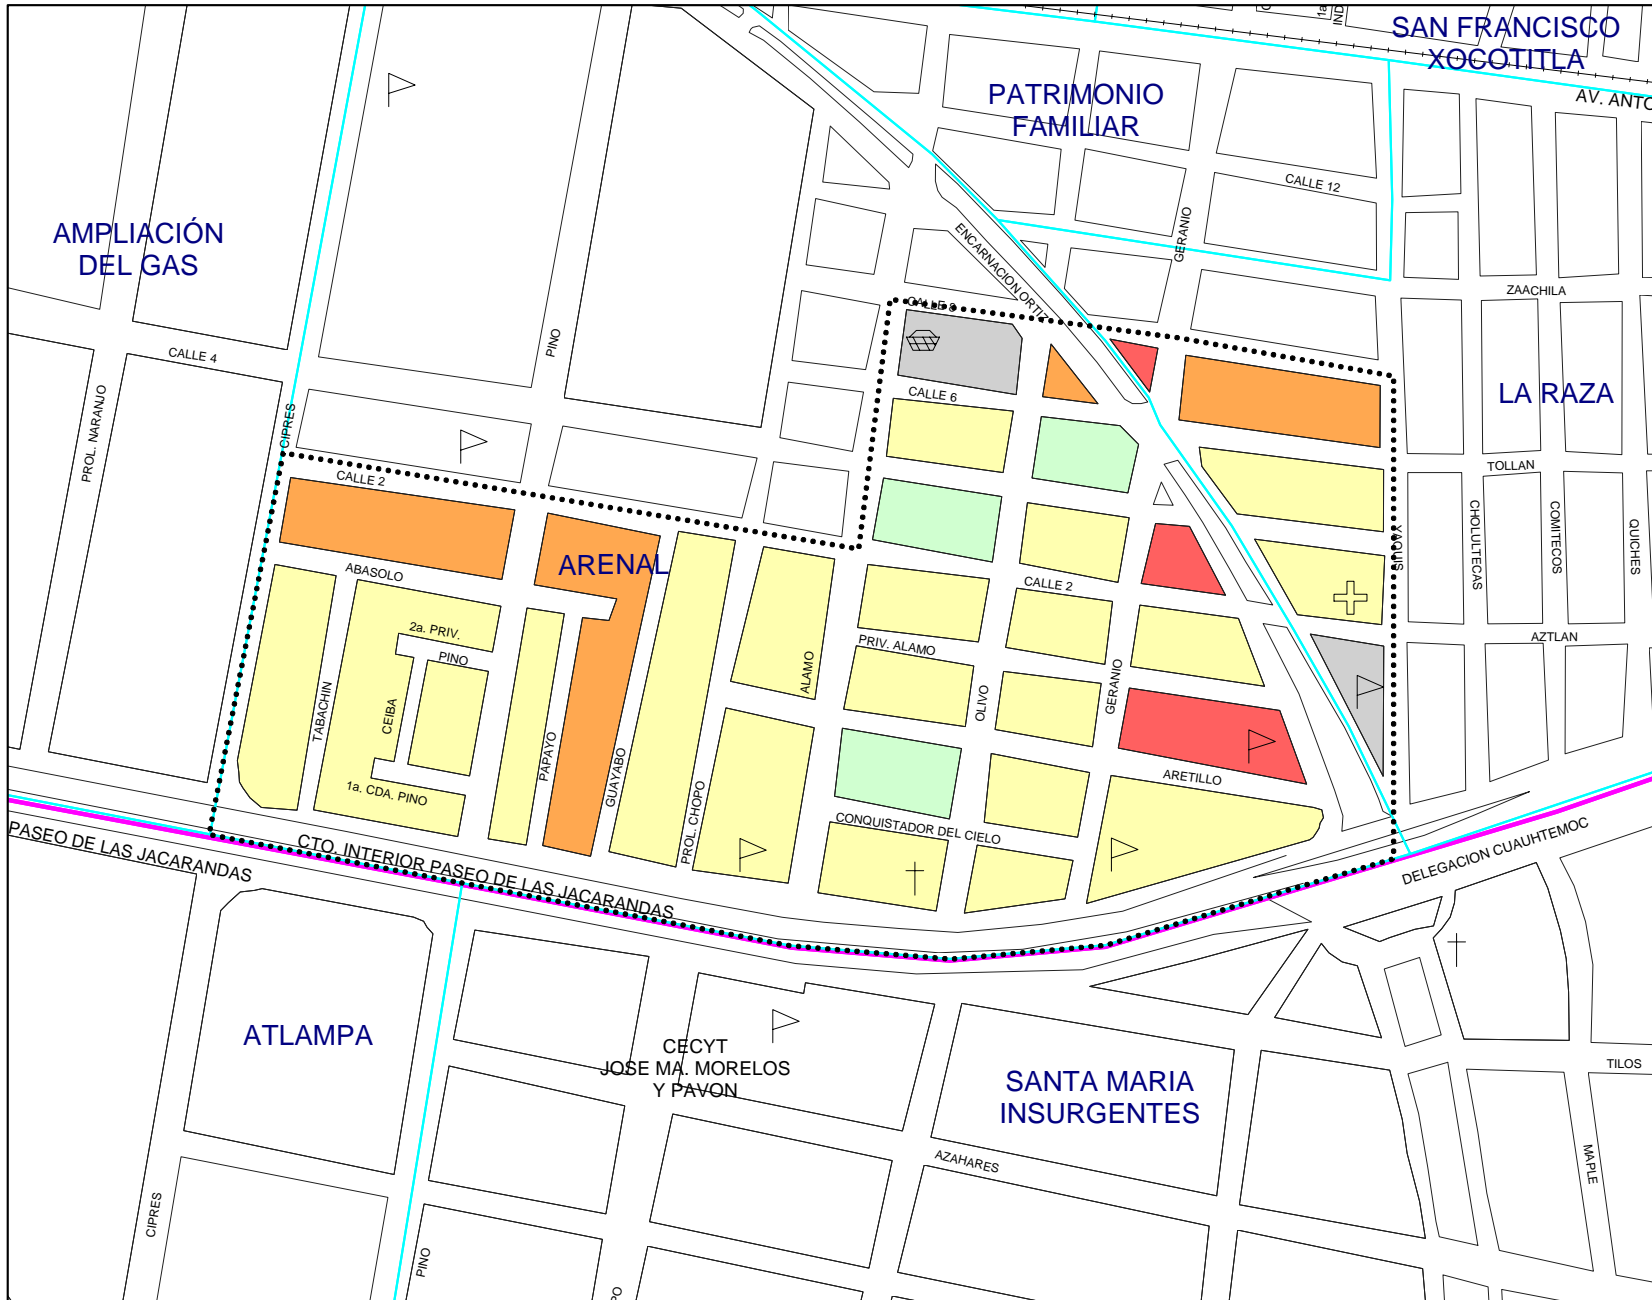 SAN FRANCISCO
XOCOTITLA
AV. ANTO
PATRIMONIO
FAMILIAR
CALLE 12
GERANIO
ENCARNACION ORTIZ
AMPLIACIÓN
DEL GAS
ZAACHILA
CALLE 8
PINO
CALLE 4
PROL. NARANJO
CIPRES
CALLE 6
LA RAZA
TOLLAN
CALLE 2
CHOLULTECAS
COMITECOS
QUICHES
YAQUIS
ARENAL
ABASOLO
CALLE 2
2a. PRIV.
PINO
PRIV. ALAMO
AZTLAN
TABACHIN
CEIBA
ALAMO
OLIVO
GERANIO
PAPAYO
GUAYABO
PROL. CHOPO
1a. CDA. PINO
ARETILLO
CONQUISTADOR DEL CIELO
PASEO DE LAS JACARANDAS
CTO. INTERIOR PASEO DE LAS JACARANDAS
DELEGACION CUAUHTEMOC
ATLAMPA
CECYT
JOSE MA. MORELOS
Y PAVON
SANTA MARIA
INSURGENTES
TILOS
AZAHARES
MAPLE
CIPRES
PINO
PO